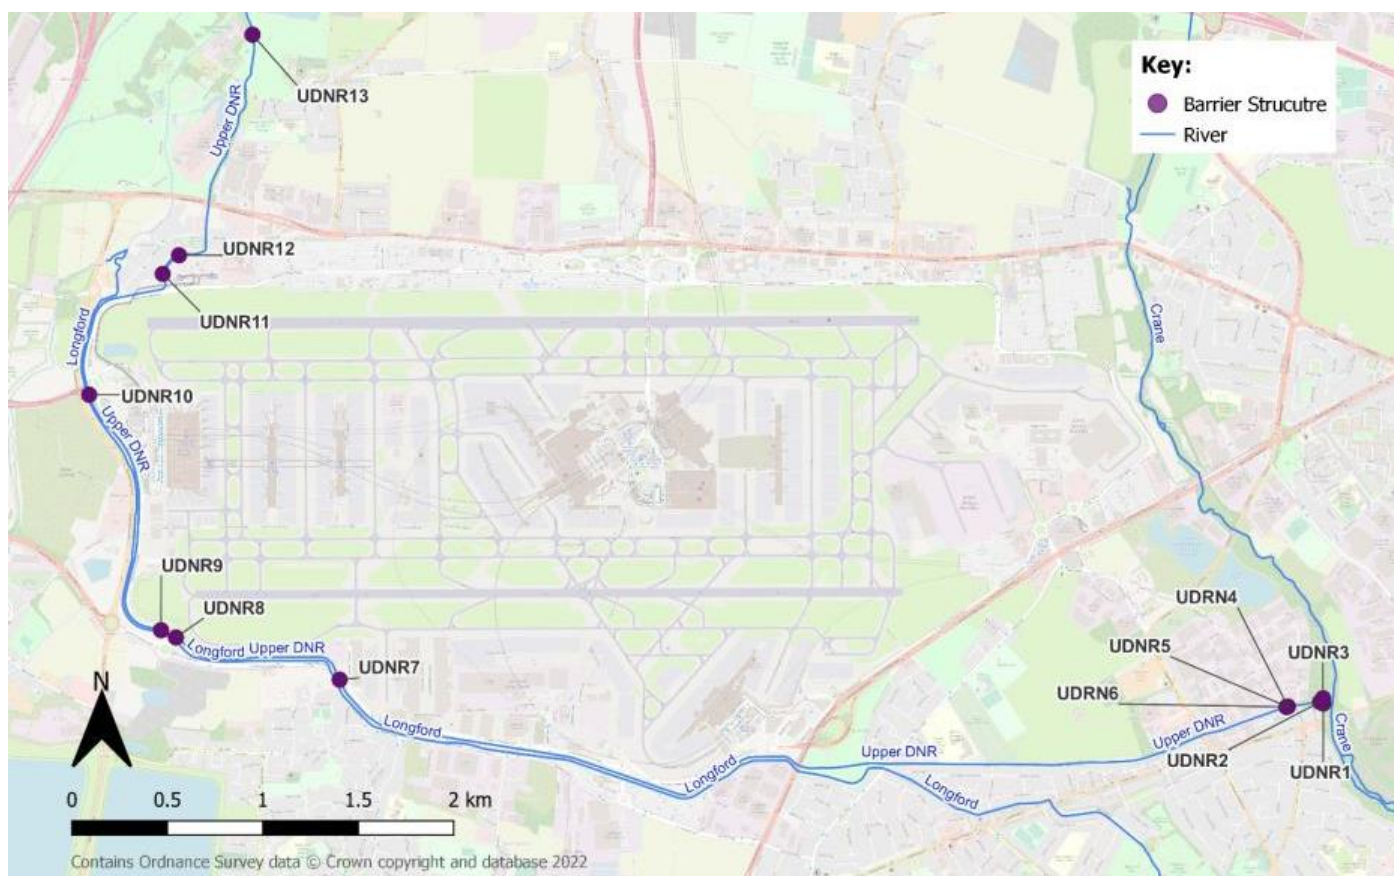 Key:
Barrier Strucutre
River
UDNR13
Upper DNR
UDNR12
UDNR11
Longford
Crane
UDNR10
Upper DNR
UDNR9
UDNR8
Longford Upper DNR
UDNR7
UDRN4
UDNR5
UDNR3
UDRN6
Longford
Upper DNR
Upper DNR
UDNR2
Crane
UDNR1
Longford
Longford
N
0 0.5 1 1.5 2 km
Contains Ordnance Survey data © Crown copyright and database 2022